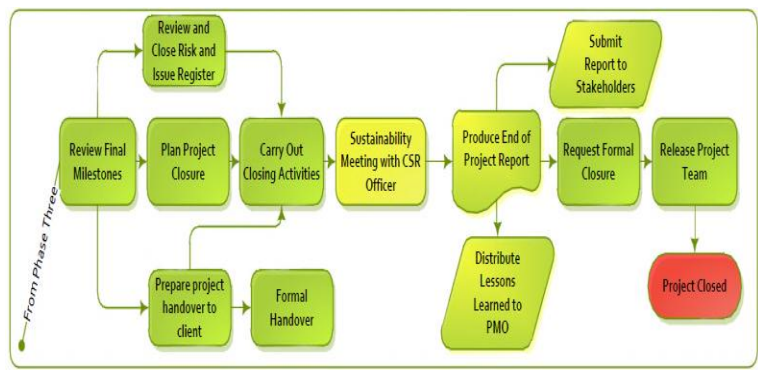 From Phase Three
Review Final
Milestones
Review and
Close Risk and
Issue Register
Plan Project
Closure
Prepare project
handover to
client
Formal
Handover
Carry Out
Closing Activities
Sustainability
Meeting with CSR
Officer
Produce End of
Project Report
Submit
Report to
Stakeholders
Distribute
Lessons
Learned to
PMO
Request Formal
Closure
Release Project
Team
Project Closed